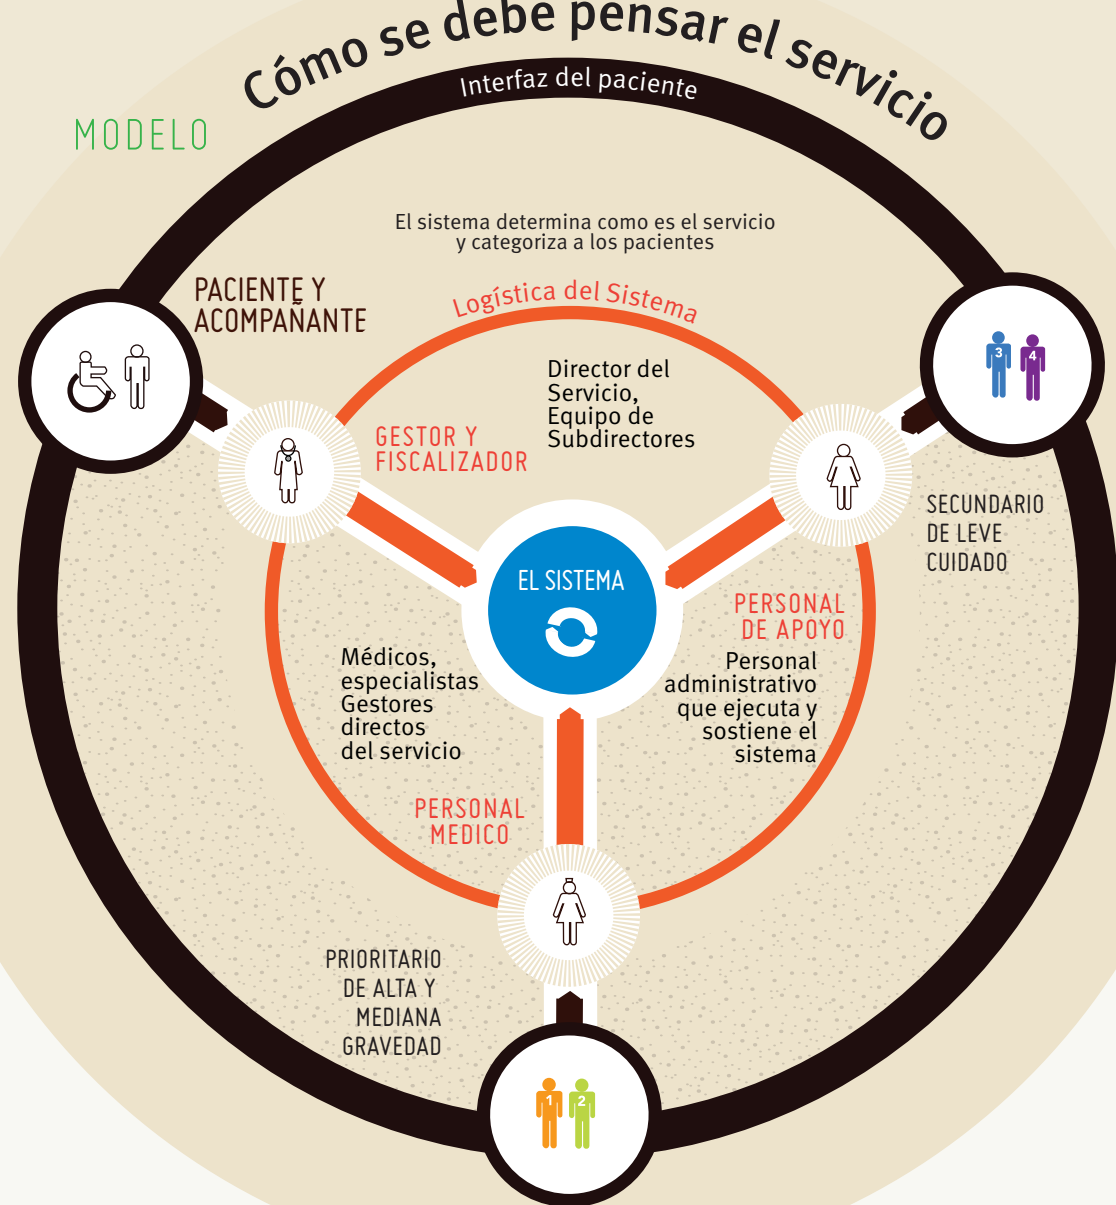 Cómo se debe pensar el servicio
Interfaz del paciente
MODELO
El sistema determina como es el servicio
y categoriza a los pacientes
PACIENTE Y
ACOMPAÑANTE
Logística del Sistema
3 4
Director del
Servicio,
Equipo de
Subdirectores
GESTOR Y
FISCALIZADOR
SECUNDARIO
DE LEVE
CUIDADO
EL SISTEMA
PERSONAL
DE APOYO
Personal
administrativo
que ejecuta y
sostiene el
sistema
Médicos,
especialistas
Gestores
directos
del servicio
PERSONAL
MEDICO
PRIORITARIO
DE ALTA Y
MEDIANA
GRAVEDAD
1 2